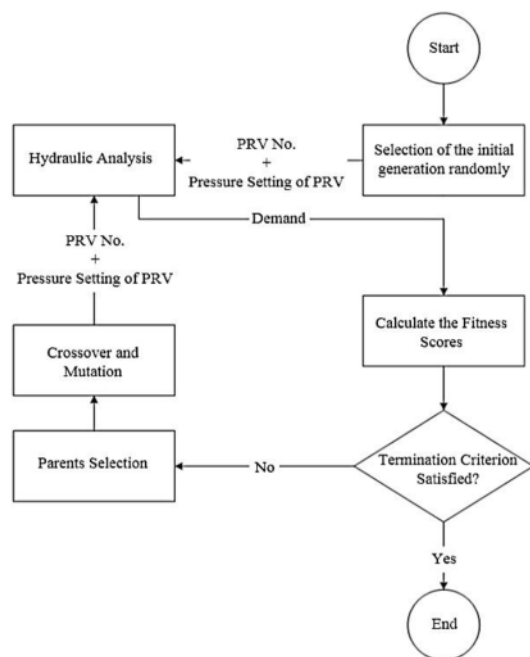 Start
Selection of the initial
generation randomly
PRV No.
+
Pressure Setting of PRV
Hydraulic Analysis
Demand
Calculate the Fitness
Scores
Termination Criterion
Satisfied?
No
Parents Selection
Crossover and
Mutation
PRV No.
+
Pressure Setting of PRV
Yes
End